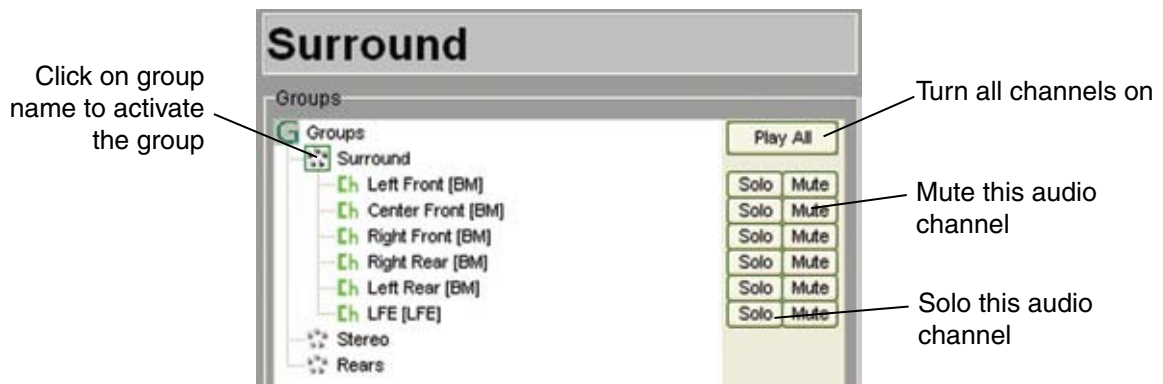 Surround
Click on group
name to activate
the group
Groups
Groups
Surround
Left Front [BM]
Center Front [BM]
Right Front [BM]
Right Rear [BM]
Left Rear [BM]
LFE [LFE]
Stereo
Rears
Play All
Solo Mute
Solo Mute
Solo Mute
Solo Mute
Solo Mute
Solo Mute
Turn all channels on
Mute this audio
channel
Solo this audio
channel